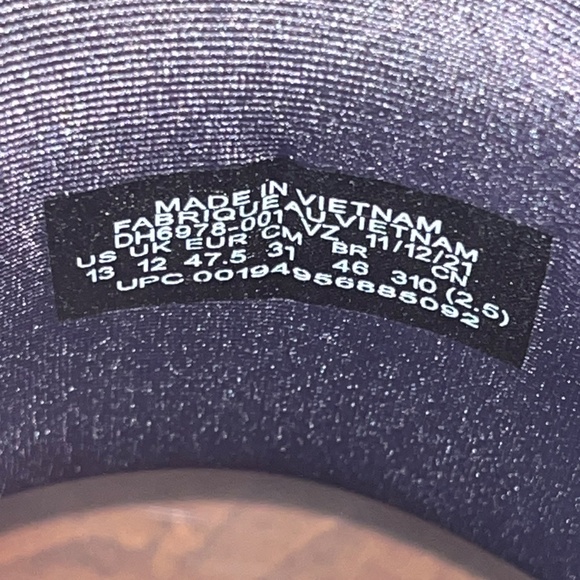 MADE IN VIETNAM
FABRIQUE AU VIETNAM
DH6978-001 VZ 11/12/21
US UK EUR CM BR CN
13 12 47.5 31 46 310 (2.5)
UPC 00194956885092